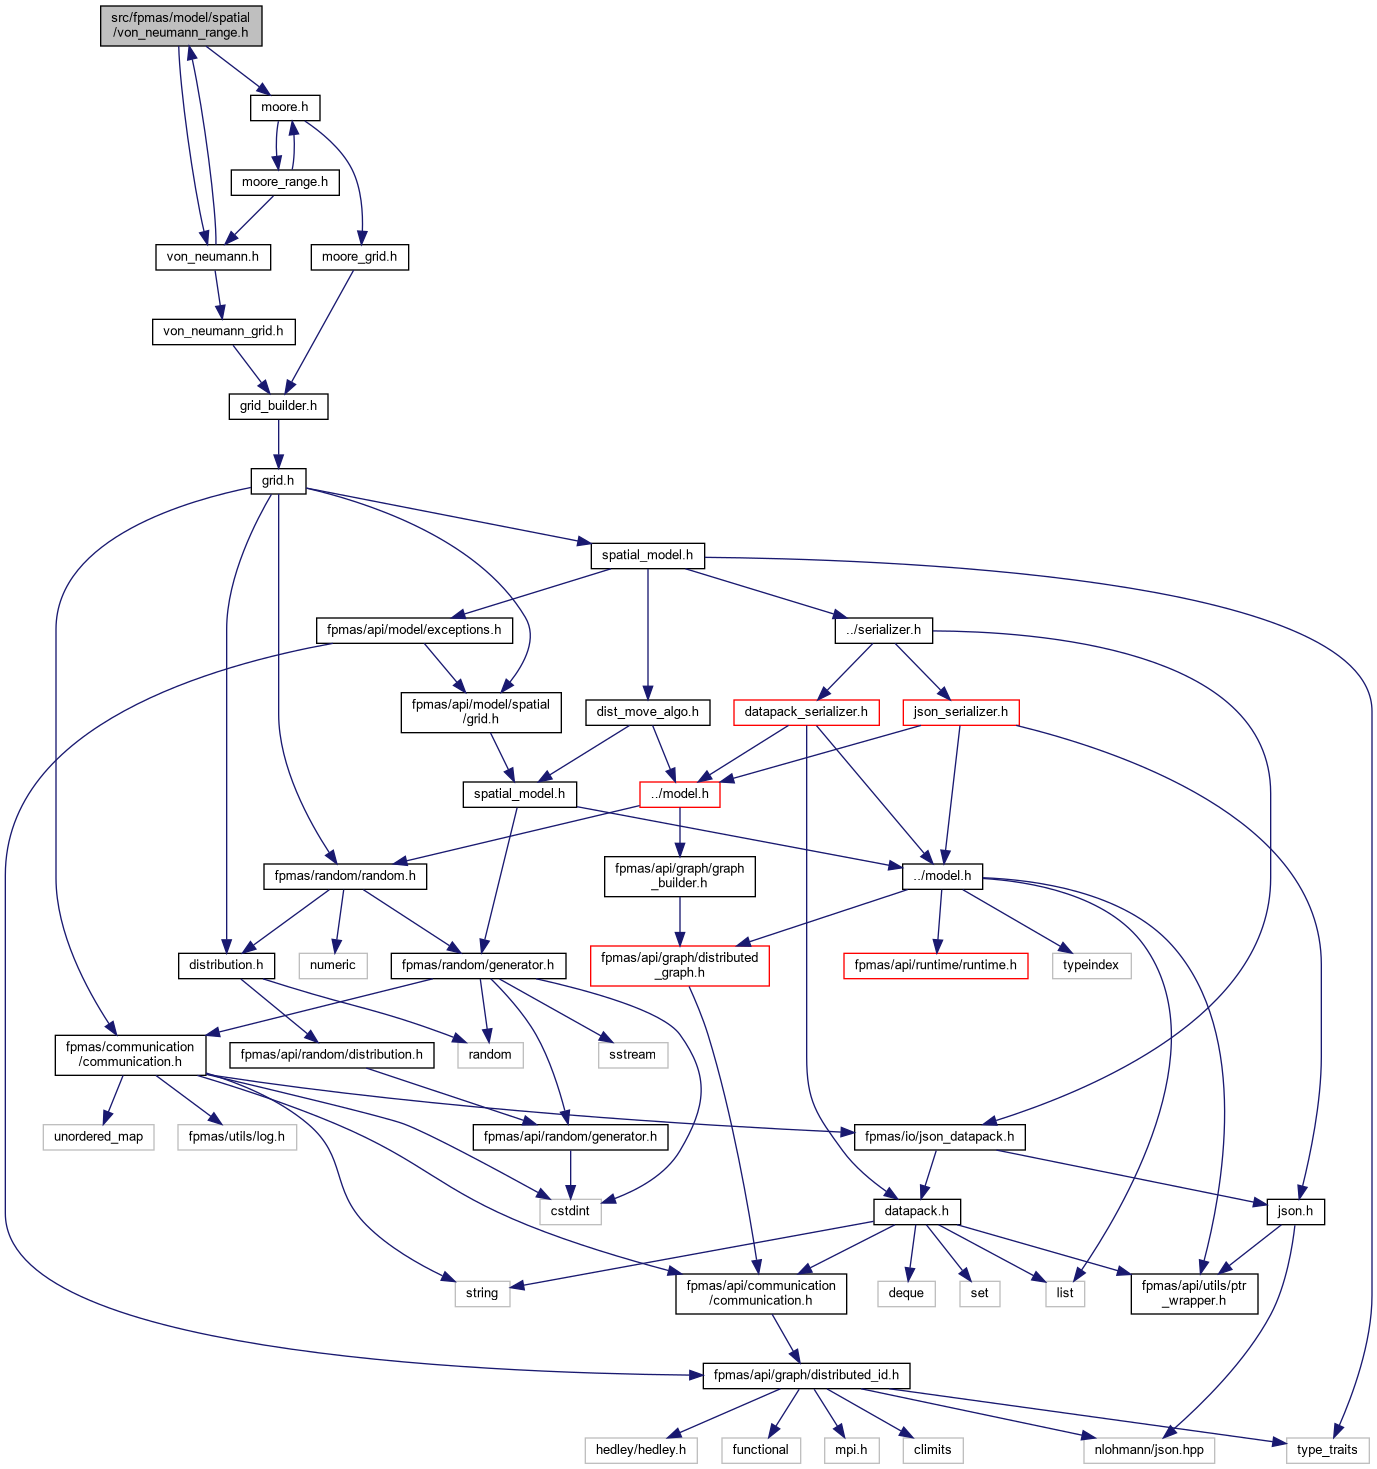 src/fpmas/model/spatial
/von_neumann_range.h
moore.h
moore_range.h
von_neumann.h
moore_grid.h
von_neumann_grid.h
grid_builder.h
grid.h
spatial_model.h
fpmas/api/model/exceptions.h
../serializer.h
fpmas/api/model/spatial
/grid.h
dist_move_algo.h
datapack_serializer.h
json_serializer.h
spatial_model.h
../model.h
fpmas/random/random.h
fpmas/api/graph/graph
_builder.h
../model.h
distribution.h
numeric
fpmas/random/generator.h
fpmas/api/graph/distributed
_graph.h
fpmas/api/runtime/runtime.h
typeindex
fpmas/communication
/communication.h
fpmas/api/random/distribution.h
random
sstream
unordered_map
fpmas/utils/log.h
fpmas/api/random/generator.h
fpmas/io/json_datapack.h
cstdint
datapack.h
json.h
string
fpmas/api/communication
/communication.h
deque
set
list
fpmas/api/utils/ptr
_wrapper.h
fpmas/api/graph/distributed_id.h
hedley/hedley.h
functional
mpi.h
climits
nlohmann/json.hpp
type_traits